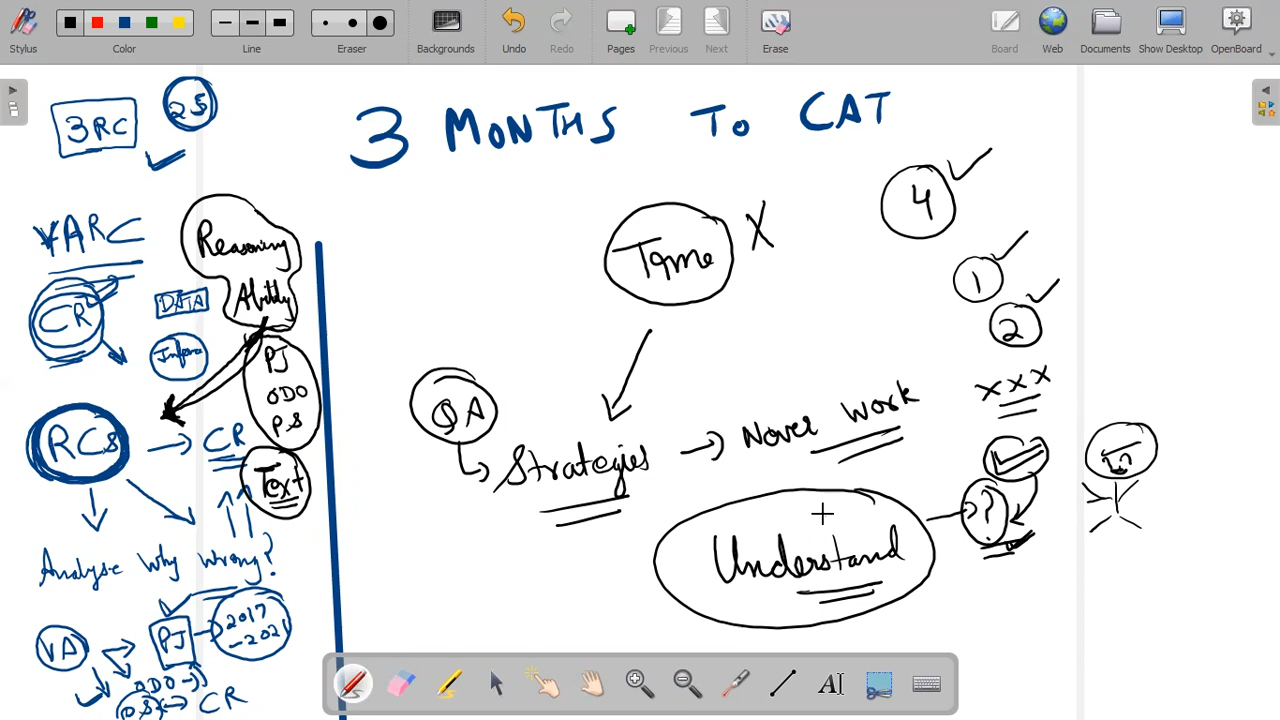 Stylus
Color
Line
Eraser
Backgrounds
Undo
Redo
Pages
Previous
Next
Erase
Board
Web
Documents
Show Desktop
OpenBoard
3RC
25
3 MONTHS TO CAT
VARC
CR
DATA
Reasoning
Ability
PJ
ODO
PS
Text
RCs → CR
Analyse why wrong?
VA
PJ
2017
-2021
ODO
CR
Time X
4
1
2
XXX
QA
Strategies → Never work
Understand
?
AI